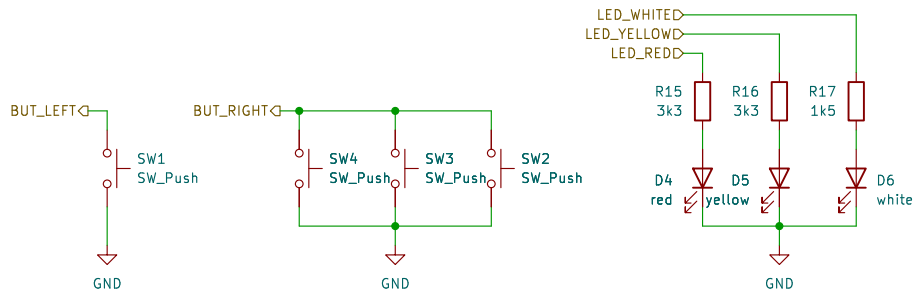 LED_WHITE
LED_YELLOW
LED_RED
BUT_LEFT
SW1
SW_Push
GND
BUT_RIGHT
SW4
SW_Push
SW3
SW_Push
SW2
SW_Push
GND
R15
3k3
R16
3k3
R17
1k5
D4
red
D5
yellow
D6
white
GND